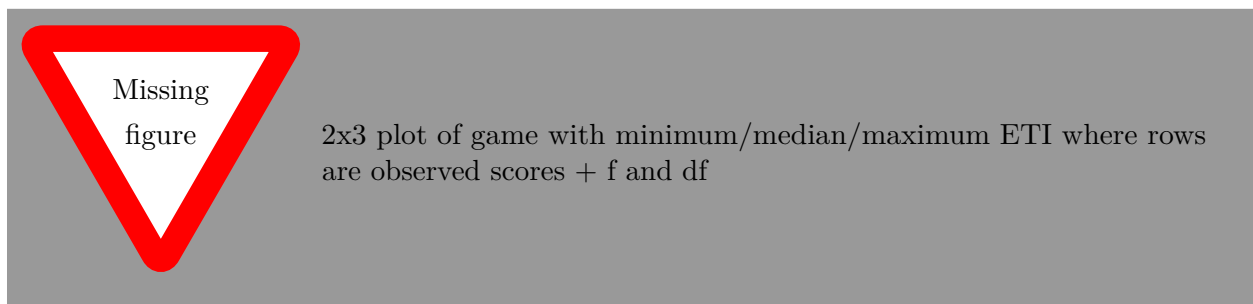 Missing
figure
2x3 plot of game with minimum/median/maximum ETI where rows
are observed scores + f and df